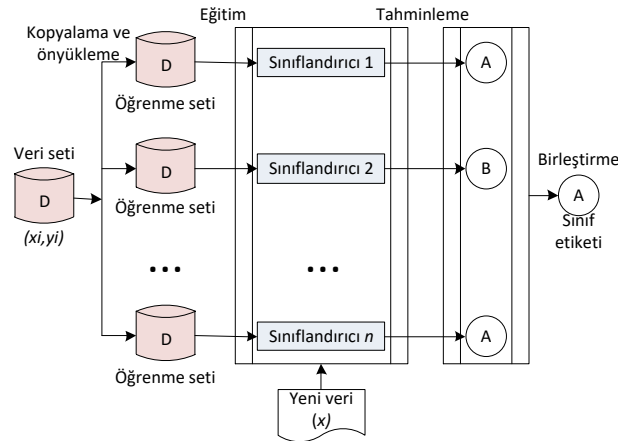 Kopyalama ve
önyükleme
Eğitim
Tahminleme
D
Sınıflandırıcı 1
A
Öğrenme seti
Veri seti
D
(xi,yi)
D
Sınıflandırıcı 2
B
Öğrenme seti
Birleştirme
A
Sınıf
etiketi
...
...
D
Sınıflandırıcı n
A
Öğrenme seti
Yeni veri
(x)